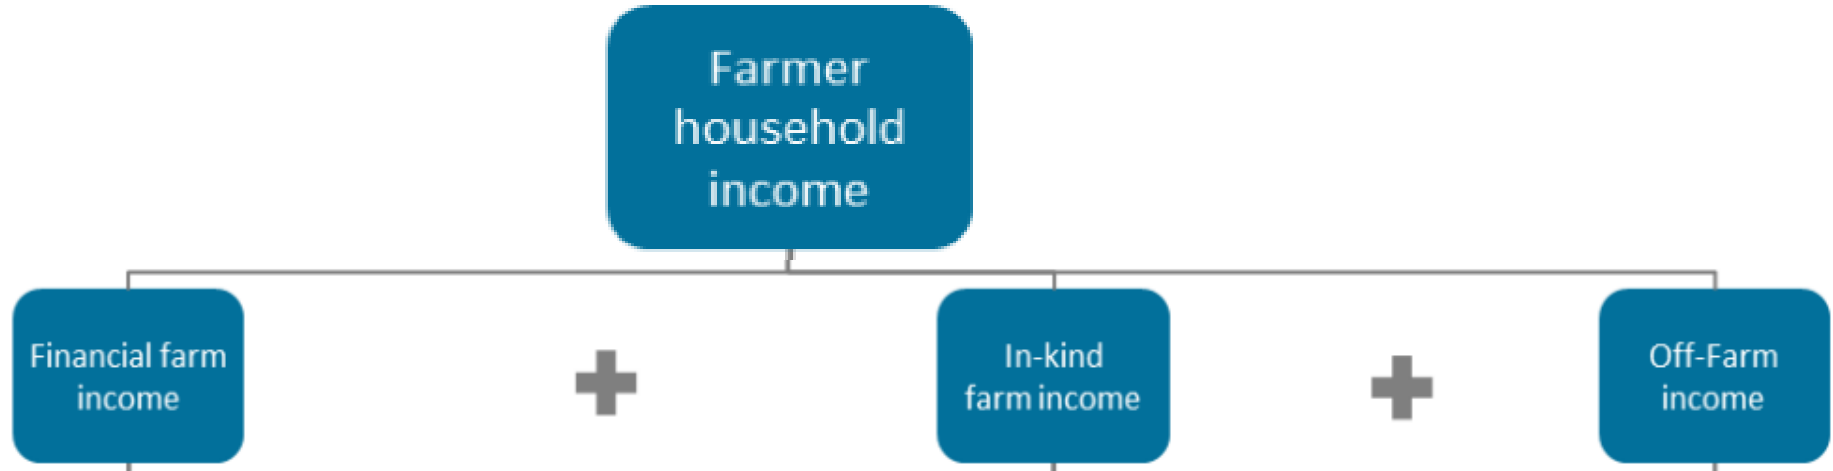 Farmer
household
income
Financial farm
income
In-kind
farm income
Off-Farm
income